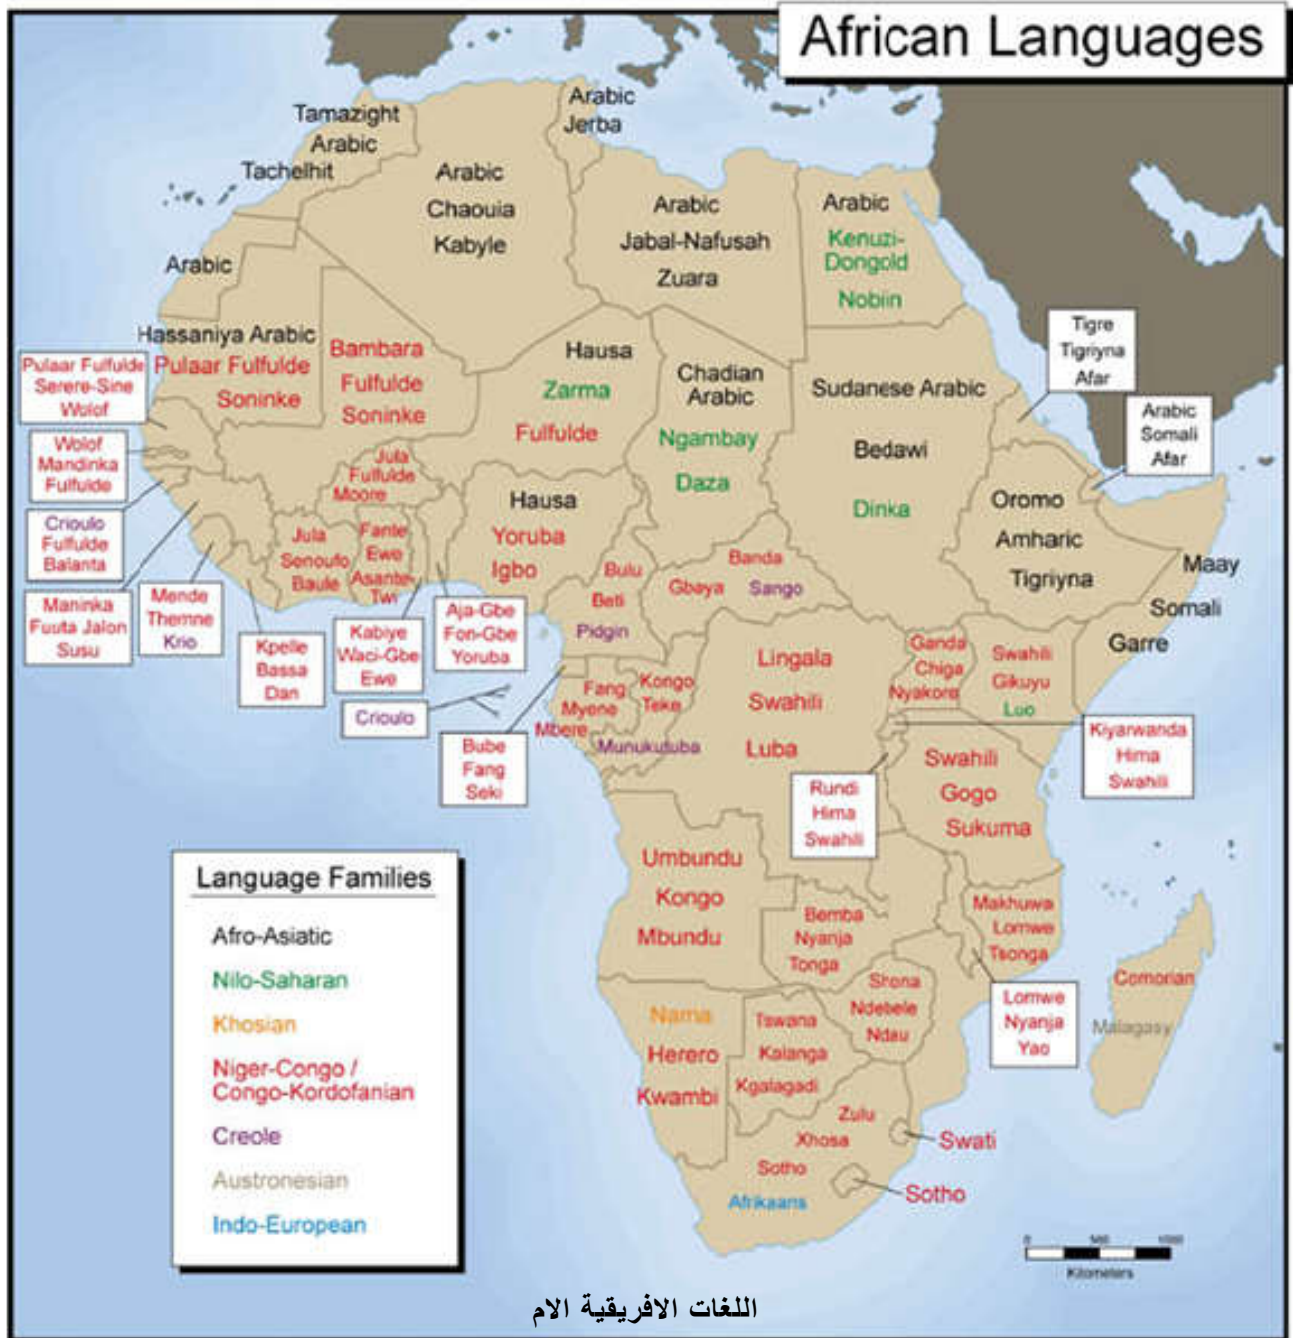 African Languages
Tamazight
Arabic
Tachelhit
Arabic
Jerba
Arabic
Chaouia
Kabyle
Arabic
Jabal-Nafusah
Zuara
Arabic
Kenuzi-
Dongold
Nobiin
Arabic
Hassaniya Arabic
Pulaar Fulfulde
Soninke
Bambara
Fulfulde
Soninke
Hausa
Zarma
Fulfulde
Chadian
Arabic
Ngambay
Daza
Sudanese Arabic
Bedawi
Dinka
Tigre
Tigriyna
Afar
Arabic
Somali
Afar
Pulaar Fulfulde
Serere-Sine
Wolof
Wolof
Mandinka
Fulfulde
Crioulo
Fulfulde
Balanta
Maninka
Fuuta Jalon
Susu
Mende
Themne
Krio
Kpelle
Bassa
Dan
Jula
Fulfulde
Moore
Jula
Senoufo
Baule
Fante
Ewe
Asante-
Twi
Kabiye
Waci-Gbe
Ewe
Aja-Gbe
Fon-Gbe
Yoruba
Hausa
Yoruba
Igbo
Bulu
Beti
Pidgin
Banda
Gbaya
Sango
Oromo
Amharic
Tigriyna
Maay
Somali
Garre
Crioulo
Bube
Fang
Seki
Fang
Myene
Mbere
Kongo
Teke
Munukutuba
Lingala
Swahili
Luba
Ganda
Chiga
Nyakore
Swahili
Gikuyu
Luo
Kiyarwanda
Hima
Swahili
Rundi
Hima
Swahili
Swahili
Gogo
Sukuma
Umbundu
Kongo
Mbundu
Bemba
Nyanja
Tonga
Makhuwa
Lomwe
Tsonga
Lomwe
Nyanja
Yao
Comorian
Malagasy
Shona
Ndebele
Ndau
Nama
Herero
Kwambi
Tswana
Kalanga
Kgalagadi
Zulu
Xhosa
Sotho
Afrikaans
Swati
Sotho
Language Families
Afro-Asiatic
Nilo-Saharan
Khosian
Niger-Congo /
Congo-Kordofanian
Creole
Austronesian
Indo-European
0 500 1000
Kilometers
اللغات الافريقية الام